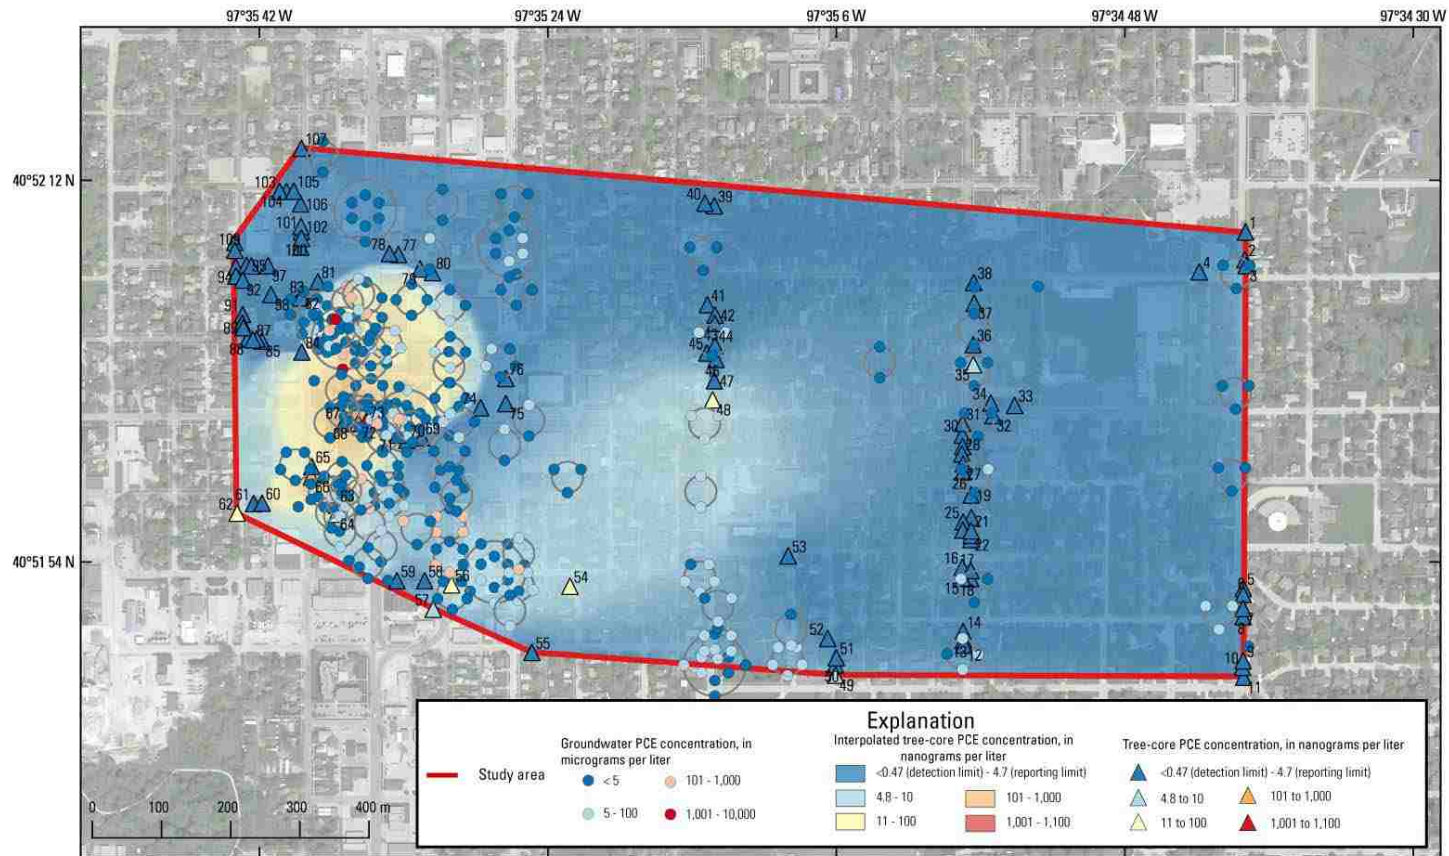 97°35 42 W 97°35 24 W 97°35 6 W 97°34 48 W 97°34 30 W
107
40°52 12 N
103 105
104 106
40 39
101 102
1
109
78 77
2
4 3
94 97
79 80
81
92 98
83
38
91
41
37
42
87
36
88 85
84
45 44
46
35
76
47
74 75
48
34 33
31 32
30
67 73
68 72
71 70 69
28
65
27
26
66
63
19
61 60
62
64
25 21
22
40°51 54 N
53
16 17
15 18
59 58 56 54
5
57
14
52
55
51
12
10 9
49
11
Explanation
Study area
Groundwater PCE concentration, in
micrograms per liter
< 5 101 - 1,000
5 - 100 1,001 - 10,000
Interpolated tree-core PCE concentration, in
nanograms per liter
<0.47 (detection limit) - 4.7 (reporting limit)
4.8 - 10 101 - 1,000
11 - 100 1,001 - 1,100
Tree-core PCE concentration, in nanograms per liter
<0.47 (detection limit) - 4.7 (reporting limit)
4.8 to 10 101 to 1,000
11 to 100 1,001 to 1,100
0 100 200 300 400 m